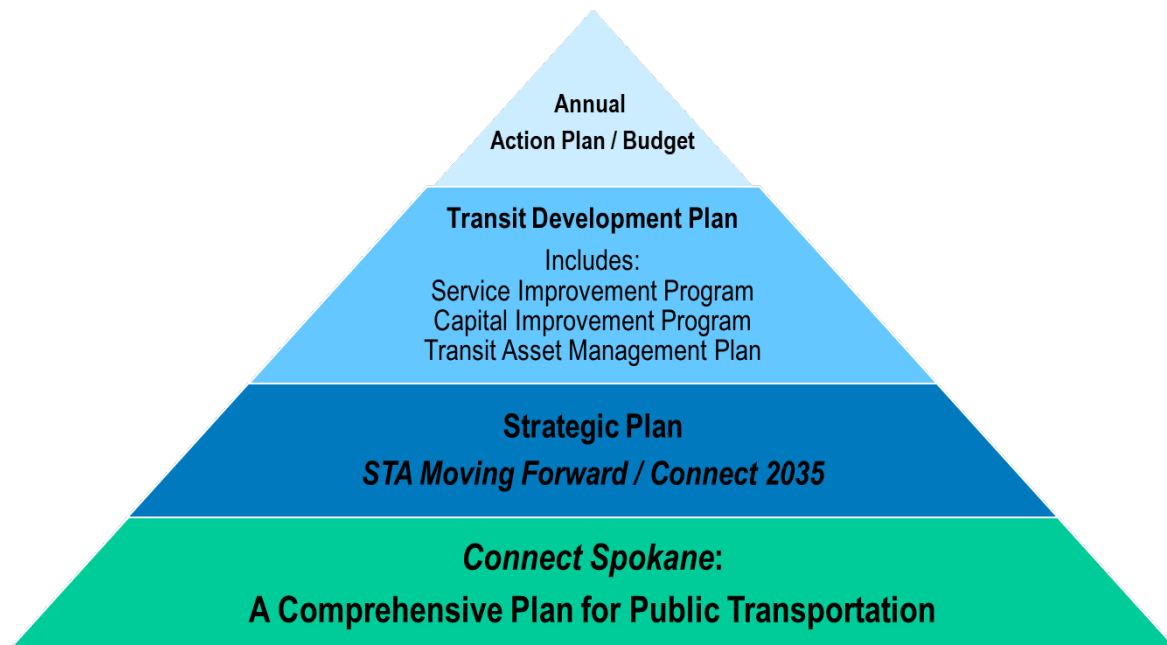 Annual
Action Plan / Budget
Transit Development Plan
Includes:
Service Improvement Program
Capital Improvement Program
Transit Asset Management Plan
Strategic Plan
STA Moving Forward / Connect 2035
Connect Spokane:
A Comprehensive Plan for Public Transportation